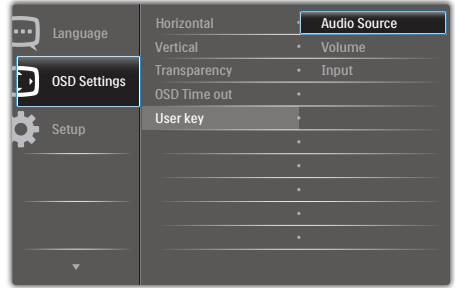 Language
OSD Settings
Setup
Horizontal
Vertical
Transparency
OSD Time out
User key
Audio Source
Volume
Input